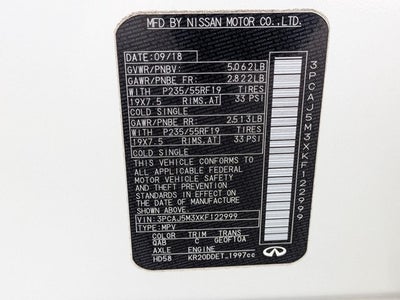 MFD BY NISSAN MOTOR CO.,LTD.
DATE:09/18
GVWR/PNBV: 5.062LB
GAWR/PNBE FR: 2.822LB
WITH P235/55RF19 TIRES
19X7.5 RIMS,AT 33 PSI
COLD SINGLE
GAWR/PNBE RR: 2.513LB
WITH P235/55RF19 TIRES
19X7.5 RIMS,AT 33 PSI
COLD SINGLE
THIS VEHICLE CONFORMS TO
ALL APPLICABLE FEDERAL
MOTOR VEHICLE SAFETY
STANDARDS IN EFFECT ON
THE DATE OF MANUFACTURE
SHOWN ABOVE.
VIN: 3PCAJ5M3XKF122999
TYPE:MPV
COLOR TRIM TRANS
QAB C GE0F10A
AXLE ENGINE
HD58 KR20DDET 1997cc
INFINITI
3PCAJ5M3XKF122999